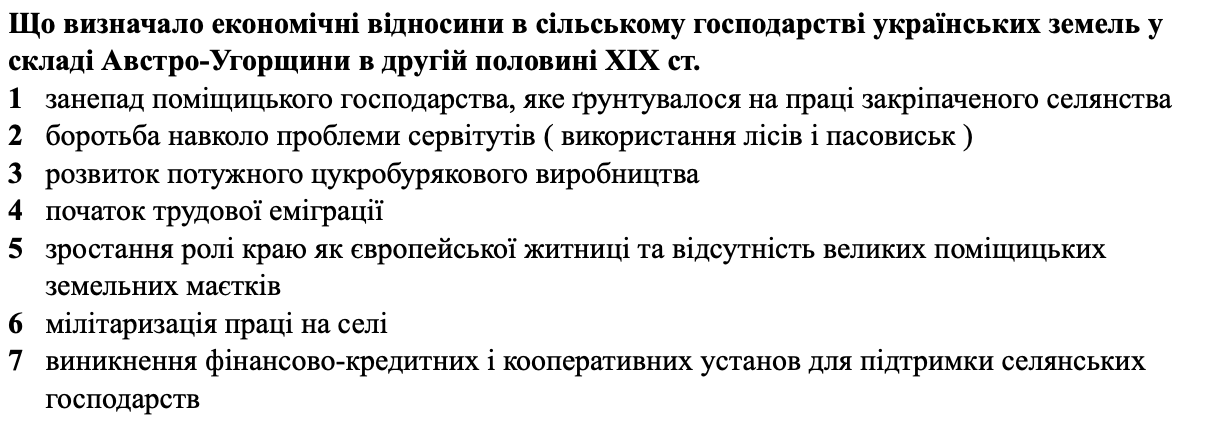 Що визначало економічні відносини в сільському господарстві українських земель у
складі Австро-Угорщини в другій половині XIX ст.
1 занепад поміщицького господарства, яке ґрунтувалося на праці закріпаченого селянства
2 боротьба навколо проблеми сервітутів ( використання лісів і пасовиськ )
3 розвиток потужного цукробурякового виробництва
4 початок трудової еміграції
5 зростання ролі краю як європейської житниці та відсутність великих поміщицьких
земельних маєтків
6 мілітаризація праці на селі
7 виникнення фінансово-кредитних і кооперативних установ для підтримки селянських
господарств